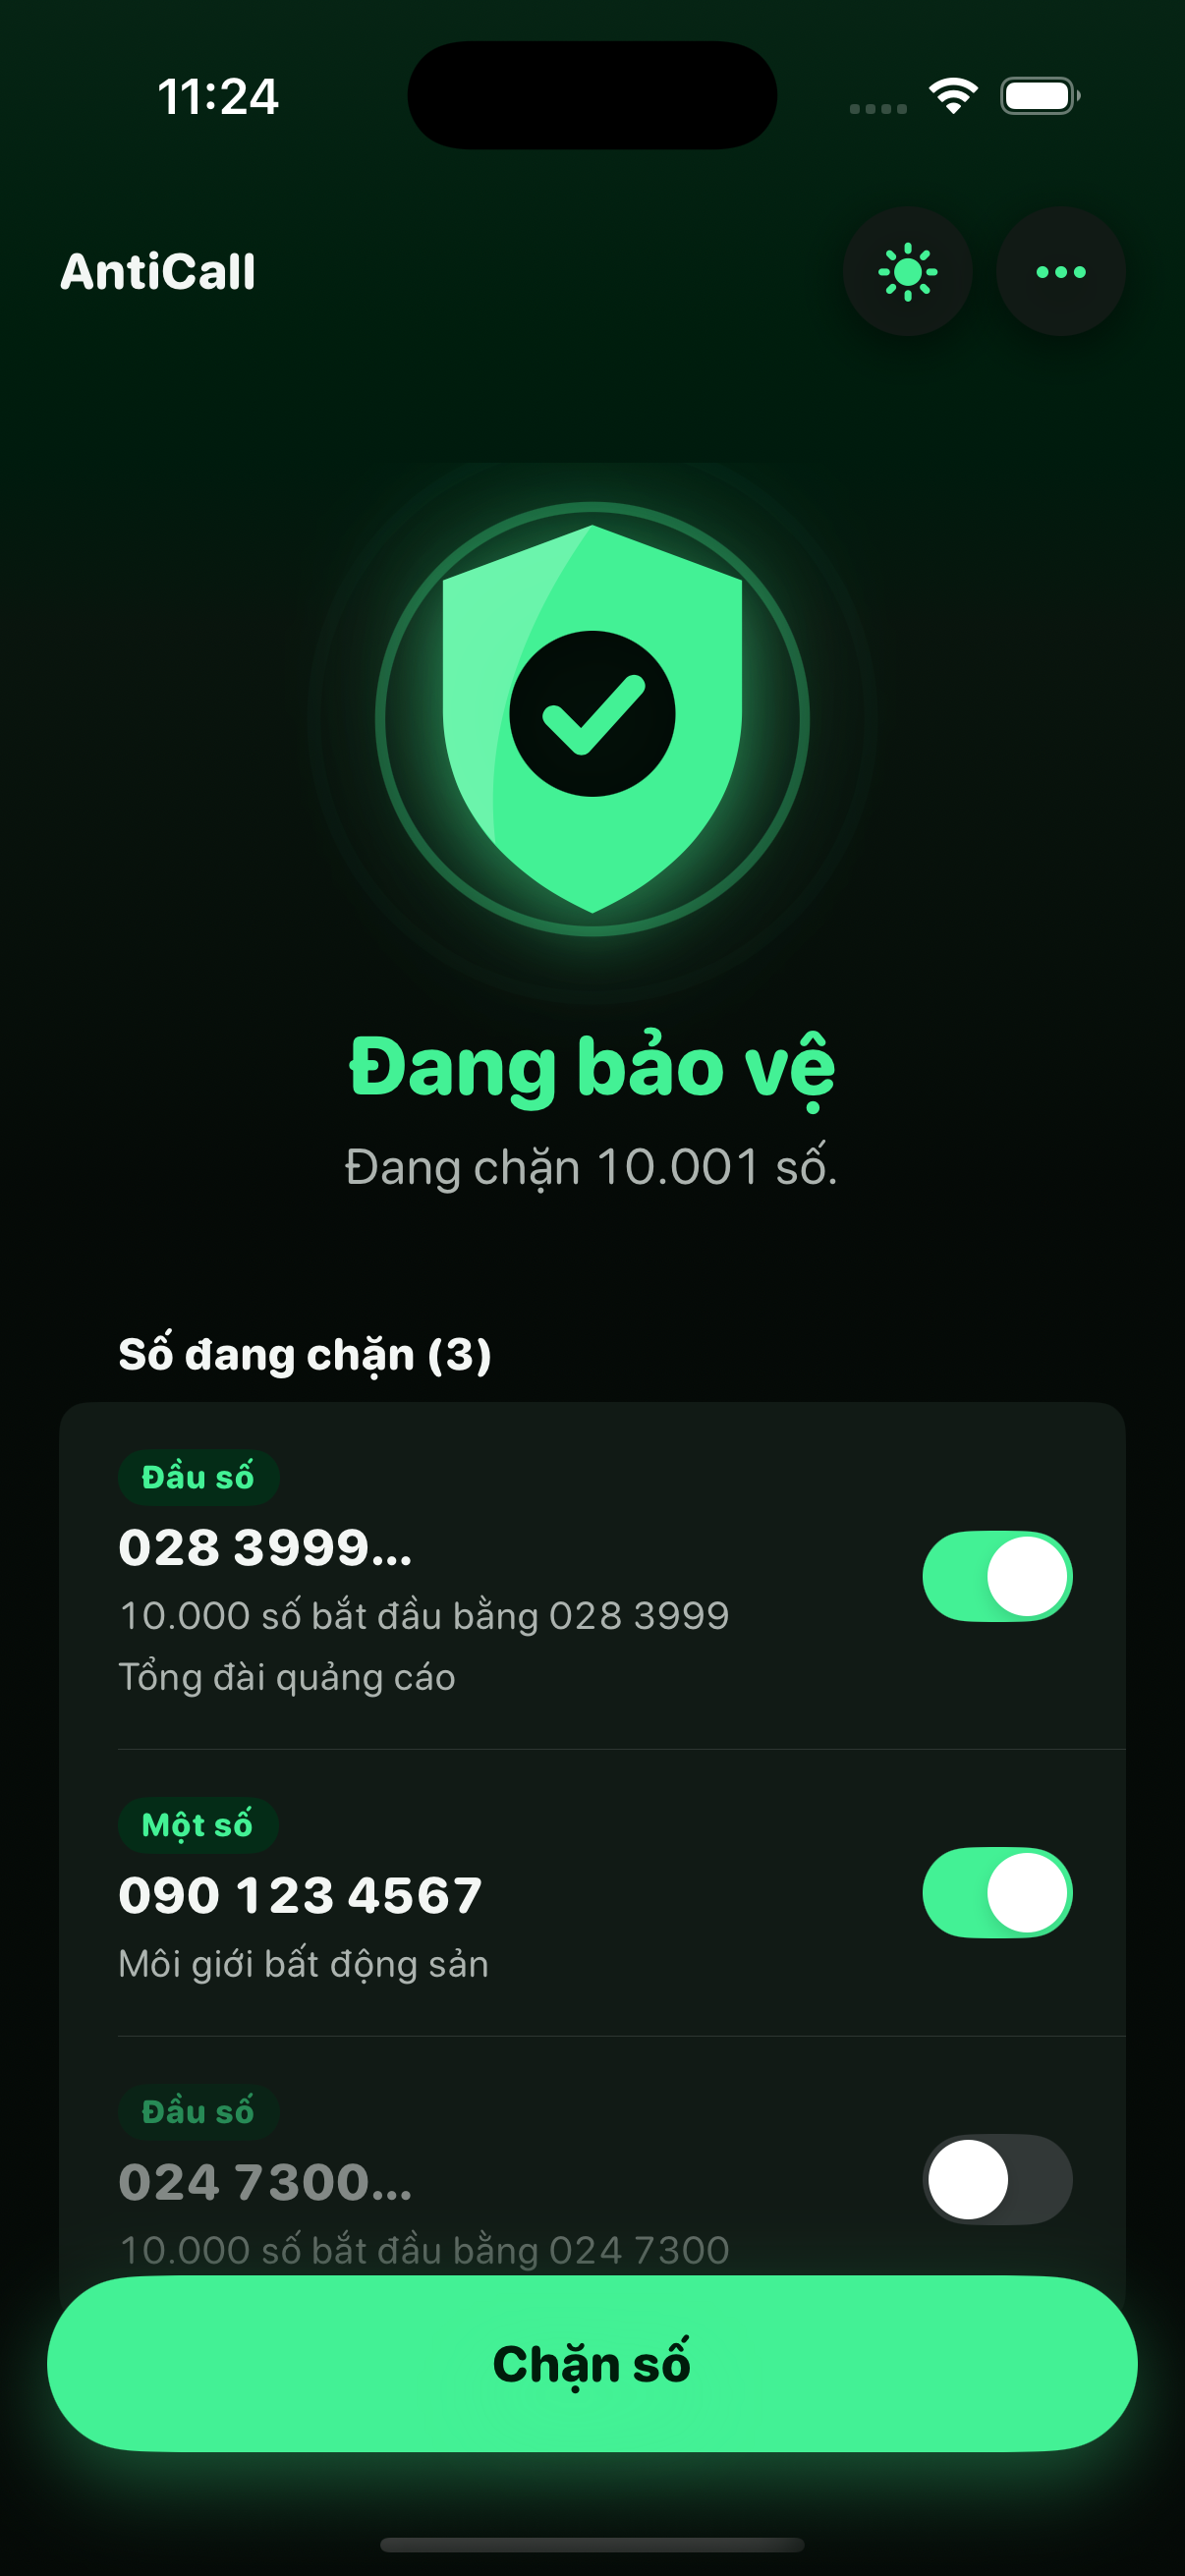 11:24
AntiCall
Đang bảo vệ
Đang chặn 10.001 số.
Số đang chặn (3)
Đầu số
028 3999...
10.000 số bắt đầu bằng 028 3999
Tổng đài quảng cáo
Một số
090 123 4567
Môi giới bất động sản
Đầu số
024 7300...
10.000 số bắt đầu bằng 024 7300
Chặn số